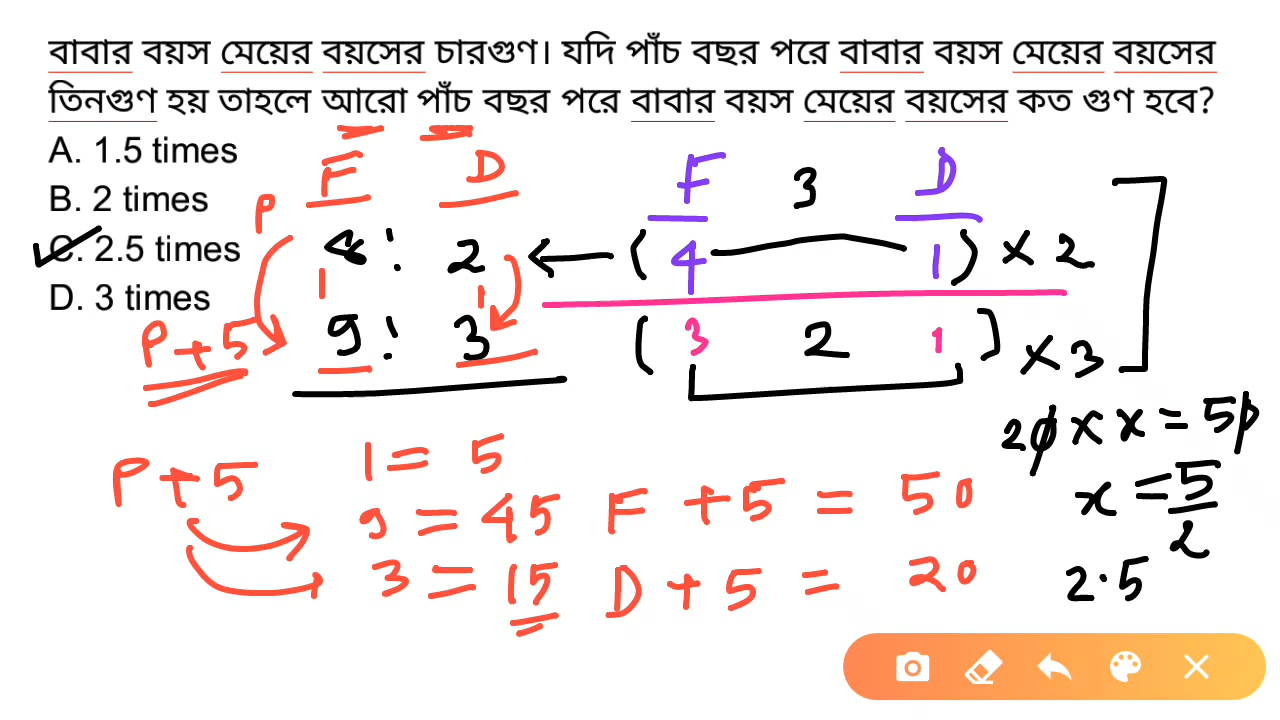 বাবার বয়স মেয়ের বয়সের চারগুণ। যদি পাঁচ বছর পরে বাবার বয়স মেয়ের বয়সের
তিনগুণ হয় তাহলে আরো পাঁচ বছর পরে বাবার বয়স মেয়ের বয়সের কত গুণ হবে?
A. 1.5 times
B. 2 times
C. 2.5 times
D. 3 times
F D
P 8 : 2
1 1
P+5 9 : 3
F 3 D
(4 1) × 2
(3 2 1) × 3
P+5
1 = 5
9 = 45 F + 5 = 50
3 = 15 D + 5 = 20
20 × x = 50
x = 5/2
2.5